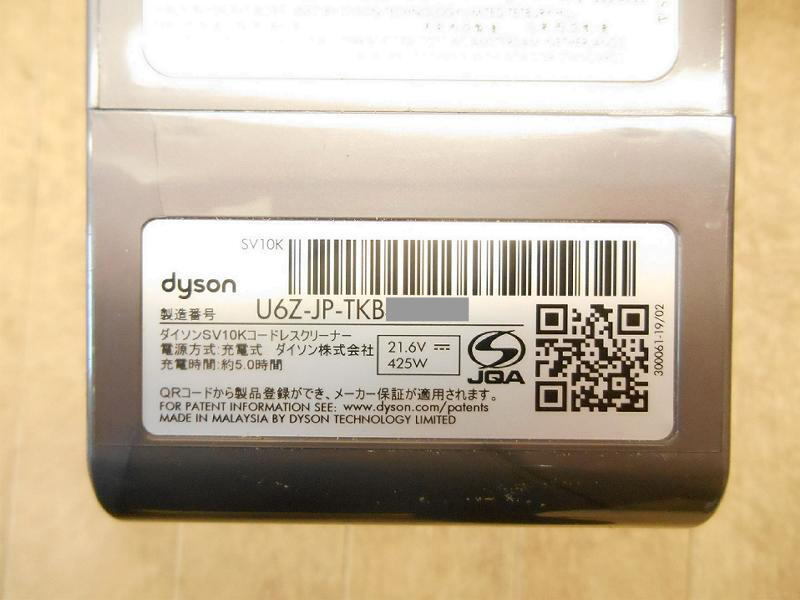 SV10K
dyson
製造番号 U6Z-JP-TKB
ダイソンSV10Kコードレスクリーナー
電源方式:充電式 ダイソン株式会社
充電時間:約5.0時間
21.6V ⎓
425W
JQA
300061-19/02
QRコードから製品登録ができ、メーカー保証が適用されます。
FOR PATENT INFORMATION SEE: www.dyson.com/patents
MADE IN MALAYSIA BY DYSON TECHNOLOGY LIMITED